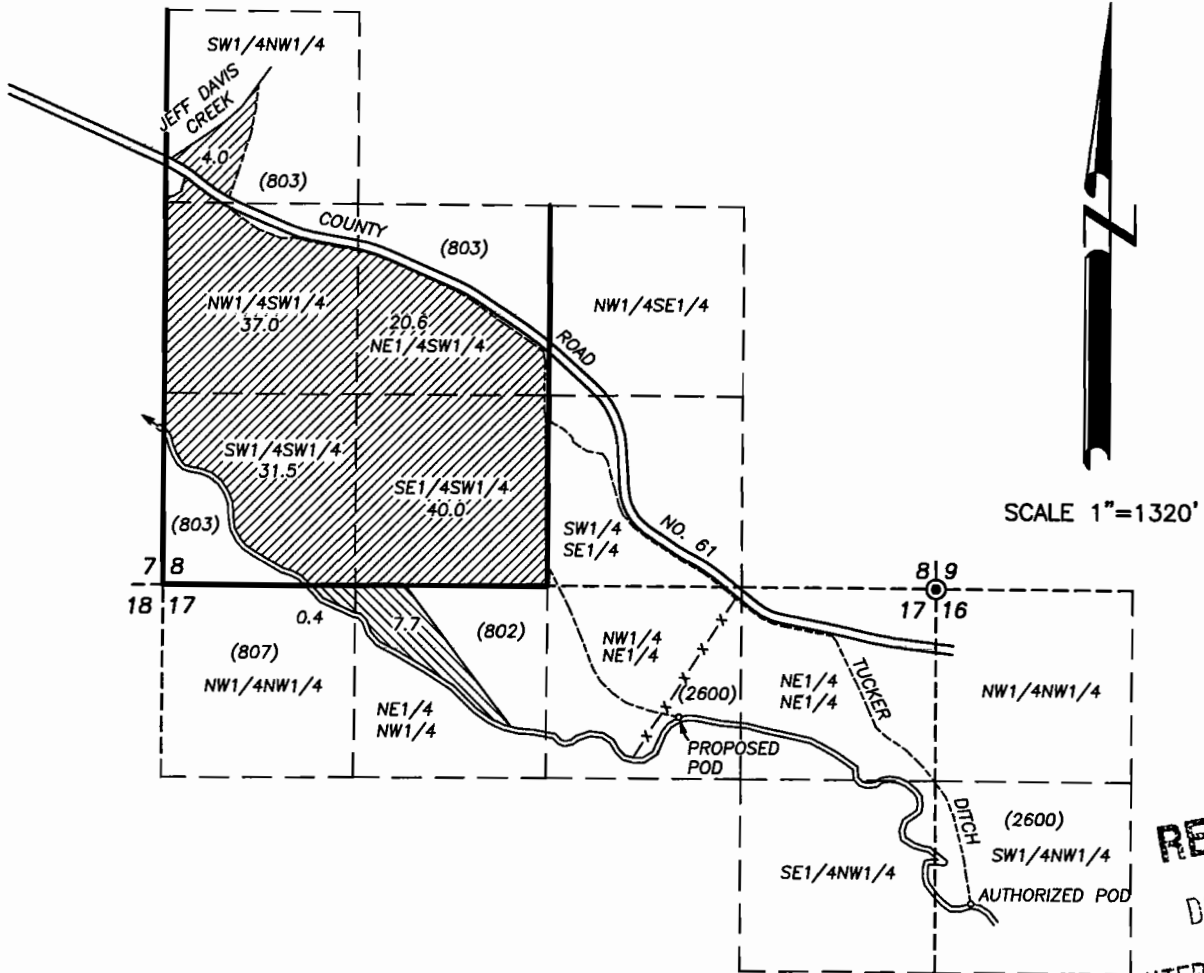 SW1/4NW1/4
JEFF DAVIS
CREEK
4.0
(803)
COUNTY
(803)
NW1/4SW1/4
37.0
20.6
NE1/4SW1/4
NW1/4SE1/4
ROAD
SW1/4SW1/4
31.5
SE1/4SW1/4
40.0
SCALE 1"=1320'
(803)
SW1/4
SE1/4
NO. 61
7 8
18 17
8 9
17 16
0.4
7.7
(802)
(807)
NW1/4NW1/4
NE1/4
NW1/4
NW1/4
NE1/4
(2600)
PROPOSED
POD
NE1/4
NE1/4
TUCKER
NW1/4NW1/4
DITCH
(2600)
SW1/4NW1/4
SE1/4NW1/4
AUTHORIZED POD